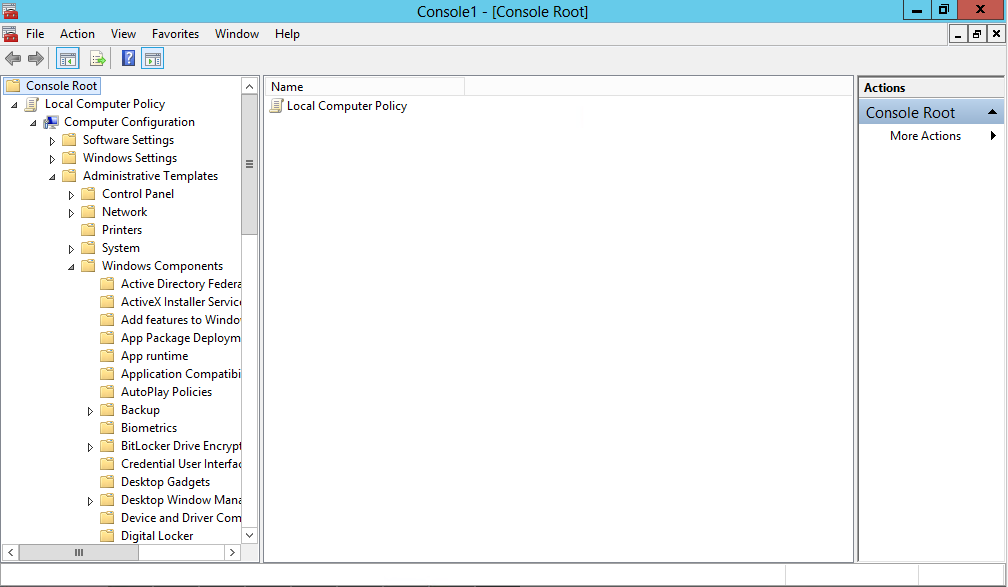 Console1 - [Console Root]
File Action View Favorites Window Help
Console Root
Local Computer Policy
Computer Configuration
Software Settings
Windows Settings
Administrative Templates
Control Panel
Network
Printers
System
Windows Components
Active Directory Federa
ActiveX Installer Servic
Add features to Windo
App Package Deploym
App runtime
Application Compatibi
AutoPlay Policies
Backup
Biometrics
BitLocker Drive Encrypt
Credential User Interfac
Desktop Gadgets
Desktop Window Mana
Device and Driver Com
Digital Locker
Name
Local Computer Policy
Actions
Console Root
More Actions